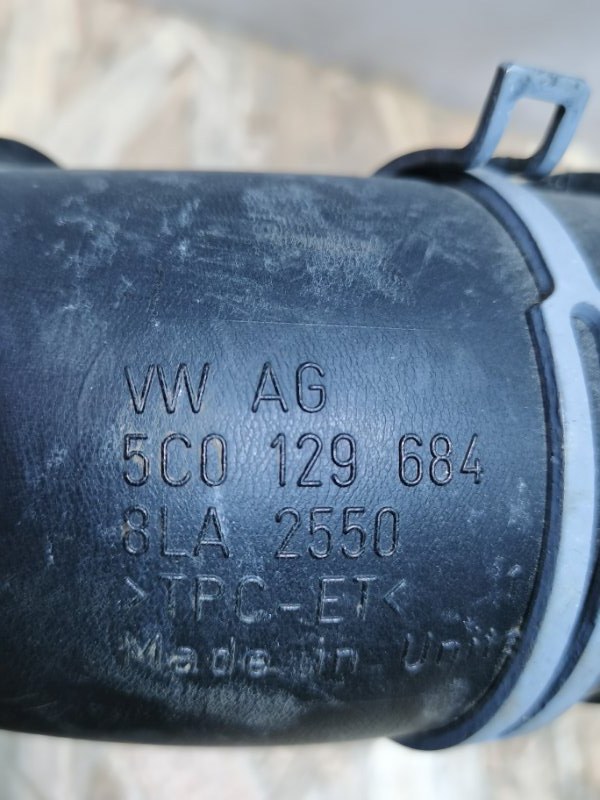 VW AG
5C0 129 684
8LA 2550
>TPC-ET<
Made in